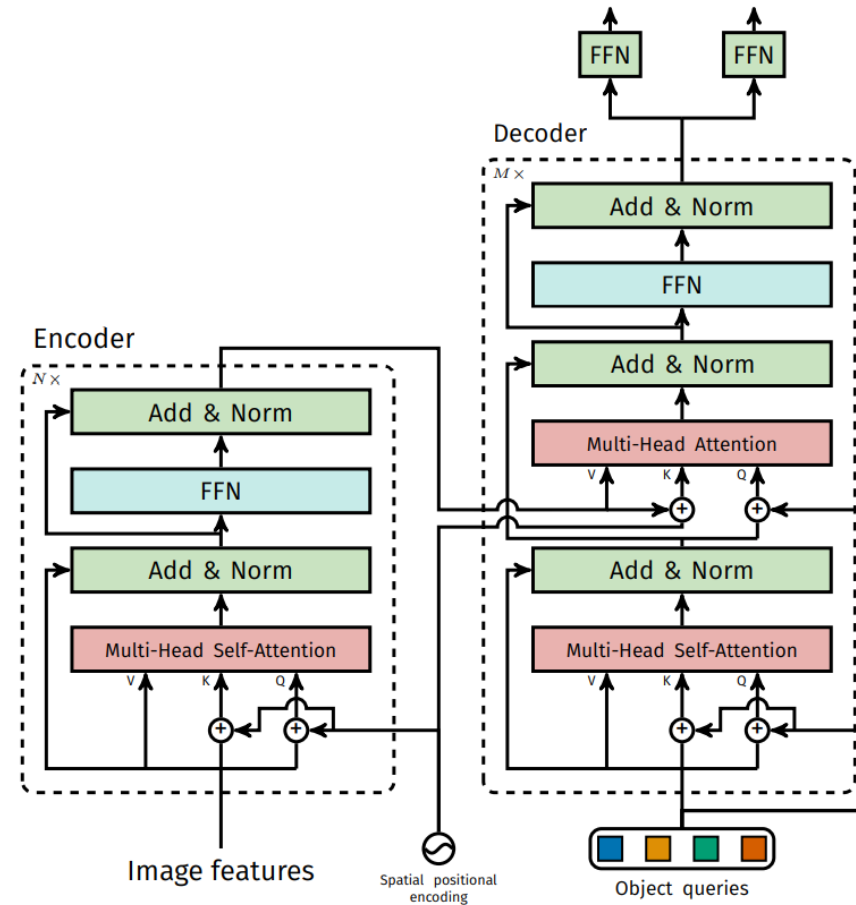 FFN
FFN
Decoder
M×
Add & Norm
FFN
Add & Norm
Multi-Head Attention
V
K
Q
Add & Norm
Multi-Head Self-Attention
V
K
Q
Object queries
Encoder
N×
Add & Norm
FFN
Add & Norm
Multi-Head Self-Attention
V
K
Q
Image features
Spatial positional
encoding